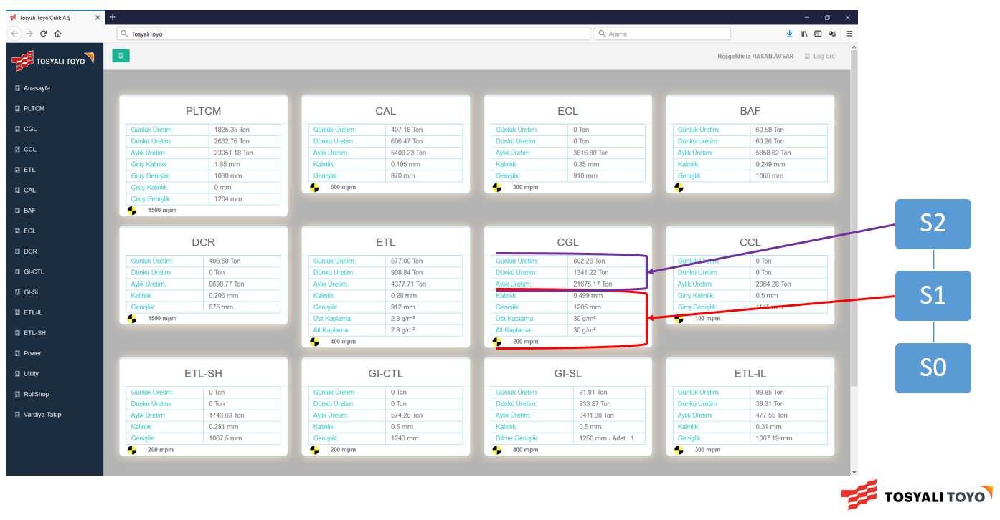 Tosyalı Toyo Çelik A.Ş
TosyaliToyo
Arama
TOSYALI TOYO
Hoşgeldiniz HASAN.AVSAR Log out
Anasayfa
PLTCM
CGL
CCL
ETL
CAL
BAF
ECL
DCR
GI-CTL
GI-SL
ETL-IL
ETL-SH
Power
Utility
RollShop
Vardiya Takip
PLTCM
Günlük Üretim: 1825.35 Ton
Dünkü Üretim: 2632.76 Ton
Aylık Üretim: 23051.18 Ton
Giriş Kalınlık: 1.65 mm
Giriş Genişlik: 1030 mm
Çıkış Kalınlık: 0 mm
Çıkış Genişlik: 1204 mm
1500 mpm
CAL
Günlük Üretim: 407.18 Ton
Dünkü Üretim: 606.47 Ton
Aylık Üretim: 5409.23 Ton
Kalınlık: 0.195 mm
Genişlik: 870 mm
500 mpm
ECL
Günlük Üretim: 0 Ton
Dünkü Üretim: 0 Ton
Aylık Üretim: 3816.80 Ton
Kalınlık: 0.35 mm
Genişlik: 910 mm
300 mpm
BAF
Günlük Üretim: 60.58 Ton
Dünkü Üretim: 60.26 Ton
Aylık Üretim: 5858.62 Ton
Kalınlık: 0.249 mm
Genişlik: 1065 mm
DCR
Günlük Üretim: 496.58 Ton
Dünkü Üretim: 0 Ton
Aylık Üretim: 9698.77 Ton
Kalınlık: 0.206 mm
Genişlik: 975 mm
1500 mpm
ETL
Günlük Üretim: 577.00 Ton
Dünkü Üretim: 908.84 Ton
Aylık Üretim: 4377.71 Ton
Kalınlık: 0.28 mm
Genişlik: 912 mm
Üst Kaplama: 2.8 g/m²
Alt Kaplama: 2.8 g/m²
400 mpm
CGL
Günlük Üretim: 802.26 Ton
Dünkü Üretim: 1341.22 Ton
Aylık Üretim: 21675.17 Ton
Kalınlık: 0.499 mm
Genişlik: 1205 mm
Üst Kaplama: 30 g/m²
Alt Kaplama: 30 g/m²
200 mpm
CCL
Günlük Üretim: 0 Ton
Dünkü Üretim: 0 Ton
Aylık Üretim: 2864.28 Ton
Giriş Kalınlık: 0.5 mm
Giriş Genişlik: 1145 mm
100 mpm
ETL-SH
Günlük Üretim: 0 Ton
Dünkü Üretim: 0 Ton
Aylık Üretim: 1743.63 Ton
Kalınlık: 0.281 mm
Genişlik: 1067.5 mm
200 mpm
GI-CTL
Günlük Üretim: 0 Ton
Dünkü Üretim: 0 Ton
Aylık Üretim: 574.26 Ton
Kalınlık: 0.5 mm
Genişlik: 1243 mm
200 mpm
GI-SL
Günlük Üretim: 21.81 Ton
Dünkü Üretim: 233.27 Ton
Aylık Üretim: 3411.38 Ton
Kalınlık: 0.5 mm
Dilme Genişlik: 1250 mm - Adet : 1
400 mpm
ETL-IL
Günlük Üretim: 99.85 Ton
Dünkü Üretim: 39.31 Ton
Aylık Üretim: 477.55 Ton
Kalınlık: 0.31 mm
Genişlik: 1067.19 mm
300 mpm
S2
S1
S0
TOSYALI TOYO